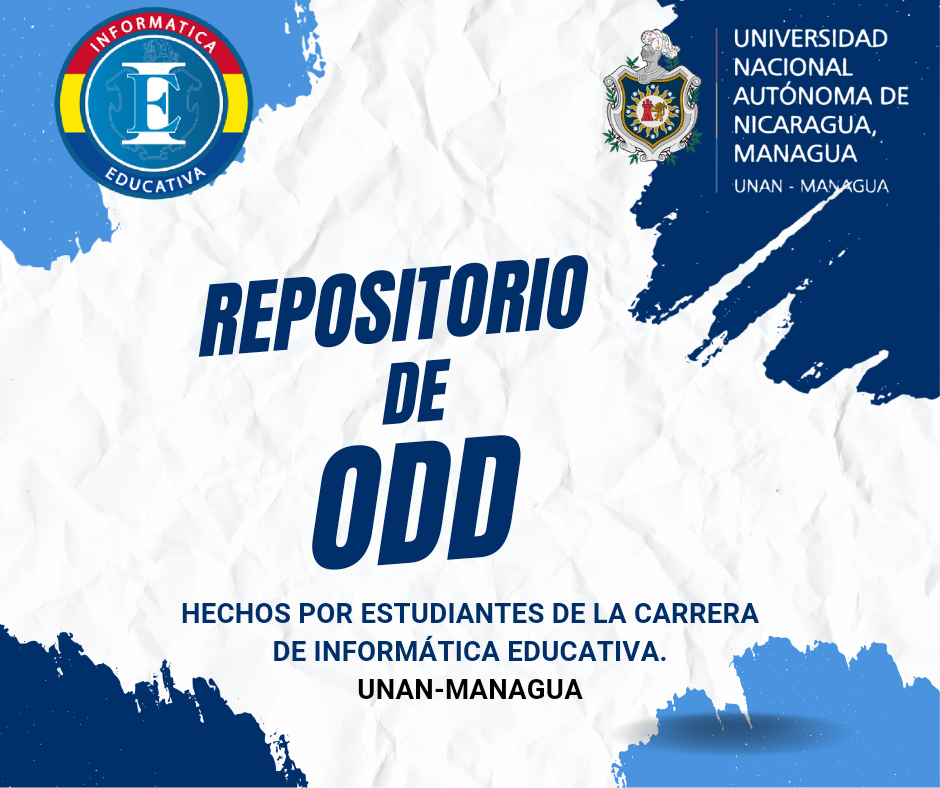 INFORMATICA
IE
EDUCATIVA
UNIVERSIDAD
NACIONAL
AUTÓNOMA DE
NICARAGUA,
MANAGUA
UNAN - MANAGUA
REPOSITORIO
DE
ODD
HECHOS POR ESTUDIANTES DE LA CARRERA
DE INFORMÁTICA EDUCATIVA.
UNAN-MANAGUA